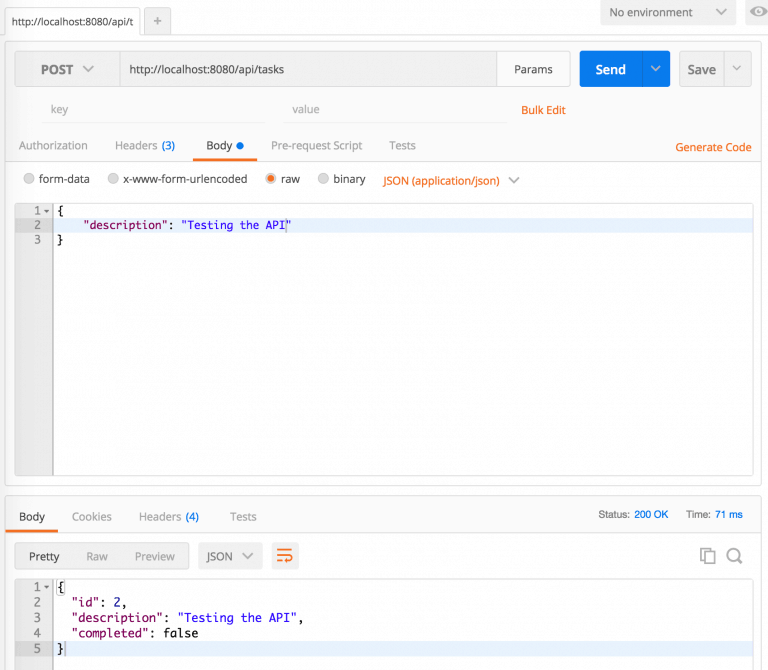 http://localhost:8080/api/t + No environment
POST http://localhost:8080/api/tasks Params Send Save
key value Bulk Edit
Authorization Headers (3) Body Pre-request Script Tests Generate Code
form-data x-www-form-urlencoded raw binary JSON (application/json)
1 {
2 "description": "Testing the API"
3 }
Body Cookies Headers (4) Tests Status: 200 OK Time: 71 ms
Pretty Raw Preview JSON
1 {
2 "id": 2,
3 "description": "Testing the API",
4 "completed": false
5 }